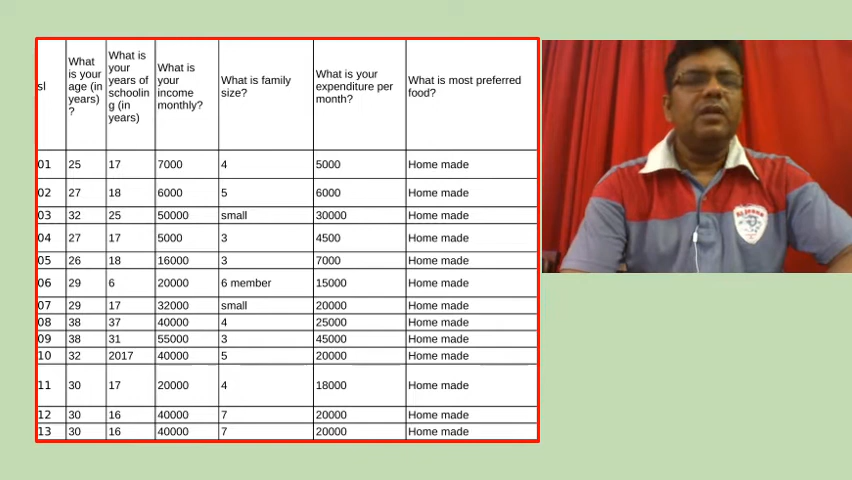 sl What is your age (in years) ? What is your years of schoolin g (in years) What is your income monthly? What is family size? What is your expenditure per month? What is most preferred food?
01 25 17 7000 4 5000 Home made
02 27 18 6000 5 6000 Home made
03 32 25 50000 small 30000 Home made
04 27 17 5000 3 4500 Home made
05 26 18 16000 3 7000 Home made
06 29 6 20000 6 member 15000 Home made
07 29 17 32000 small 20000 Home made
08 38 37 40000 4 25000 Home made
09 38 31 55000 3 45000 Home made
10 32 2017 40000 5 20000 Home made
11 30 17 20000 4 18000 Home made
12 30 16 40000 7 20000 Home made
13 30 16 40000 7 20000 Home made